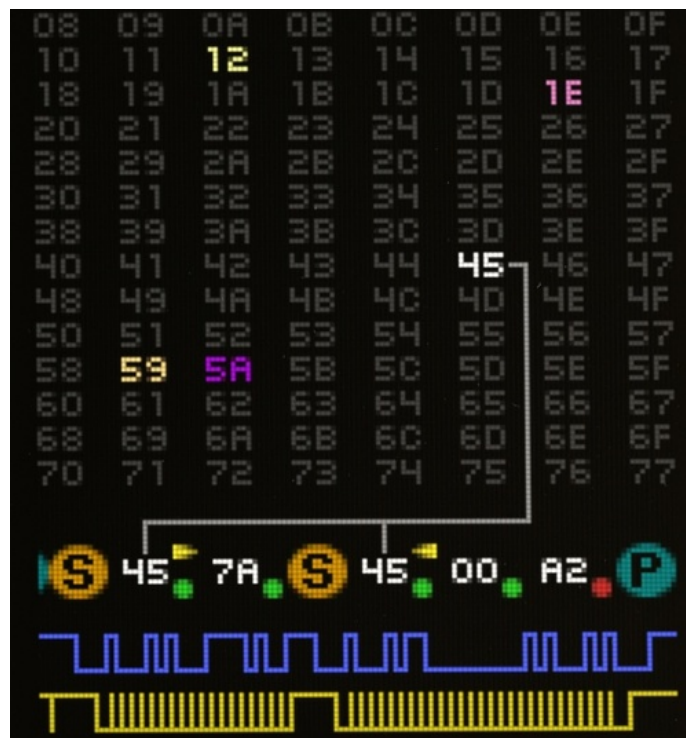 08 09 0A 0B 0C 0D 0E 0F
10 11 12 13 14 15 16 17
18 19 1A 1B 1C 1D 1E 1F
20 21 22 23 24 25 26 27
28 29 2A 2B 2C 2D 2E 2F
30 31 32 33 34 35 36 37
38 39 3A 3B 3C 3D 3E 3F
40 41 42 43 44 45 46 47
48 49 4A 4B 4C 4D 4E 4F
50 51 52 53 54 55 56 57
58 59 5A 5B 5C 5D 5E 5F
60 61 62 63 64 65 66 67
68 69 6A 6B 6C 6D 6E 6F
70 71 72 73 74 75 76 77
S 45 7A S 45 00 A2 P